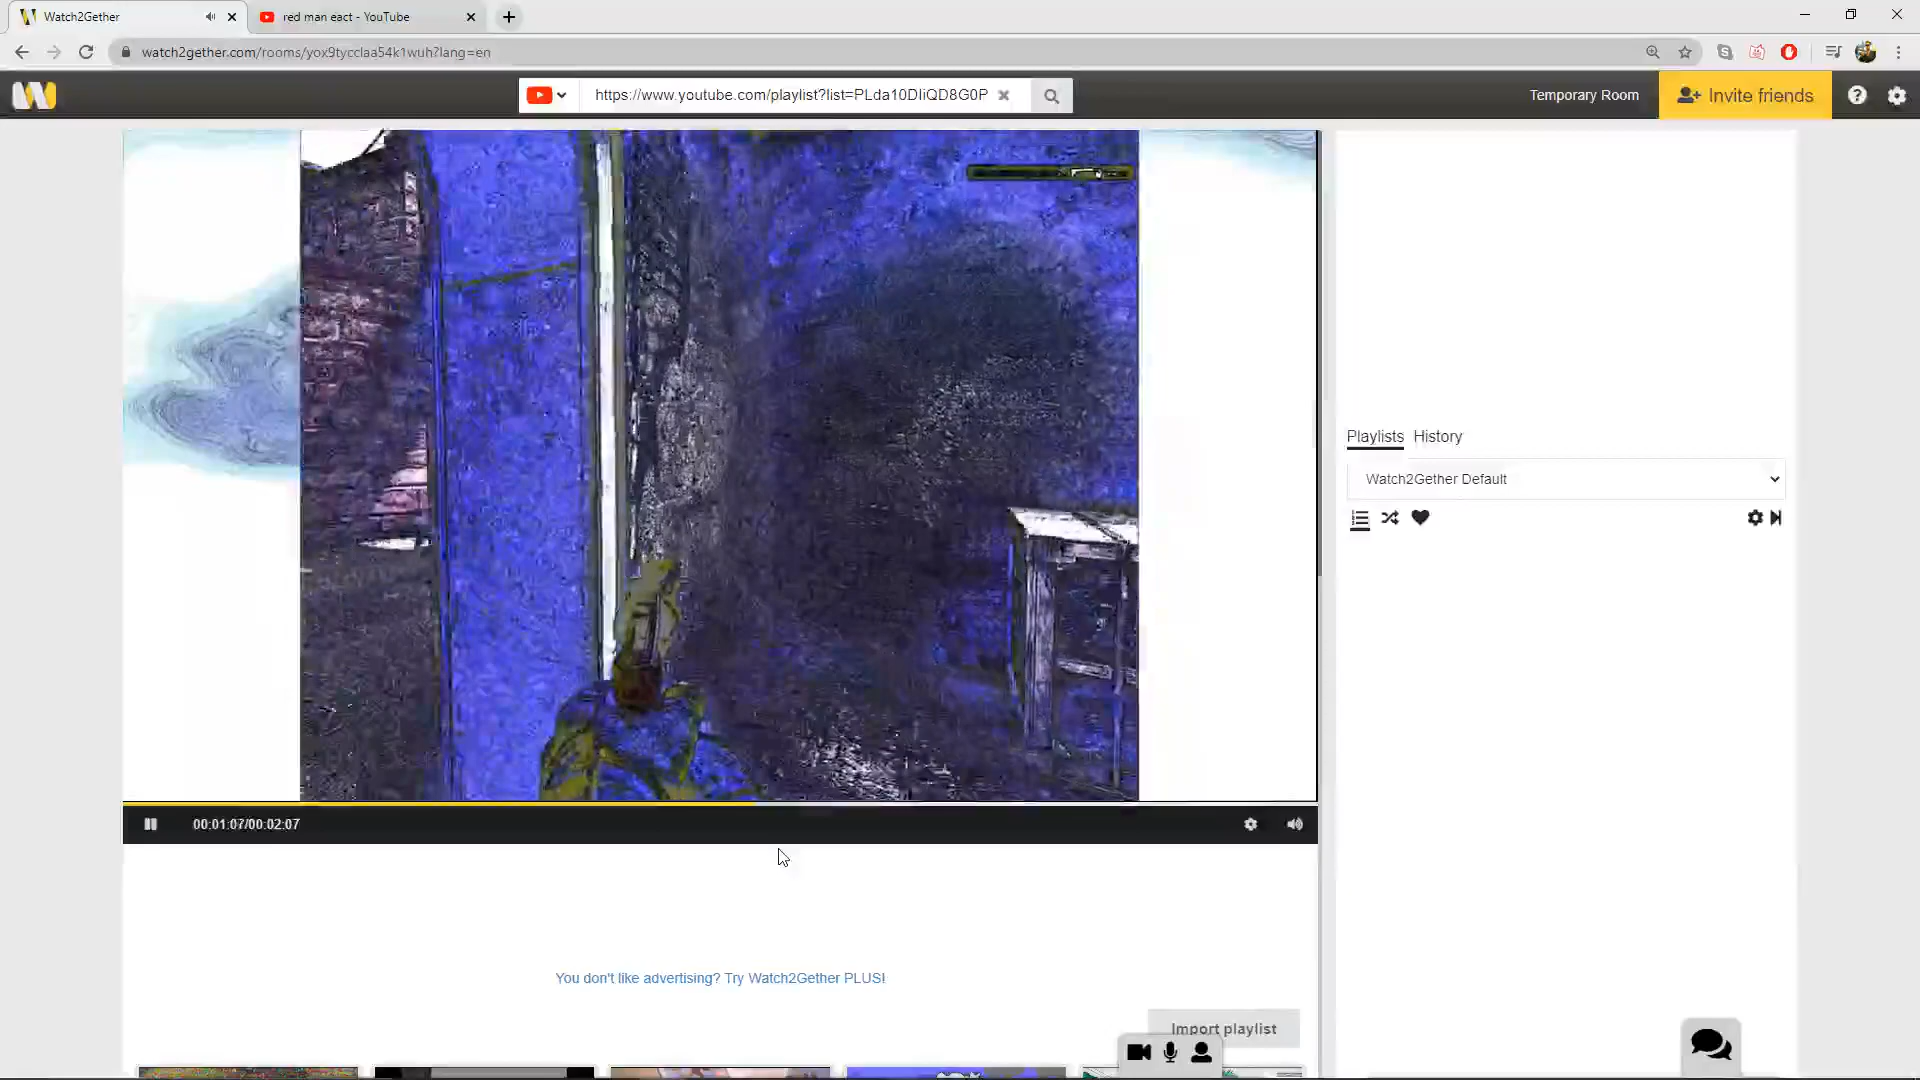 Watch2Gether
red man eact - YouTube
watch2gether.com/rooms/yox9tycclaa54k1wuh?lang=en
https://www.youtube.com/playlist?list=PLda10DIiQD8G0P
Temporary Room
Invite friends
Playlists History
Watch2Gether Default
00:01:07/00:02:07
You don't like advertising? Try Watch2Gether PLUS!
Import playlist